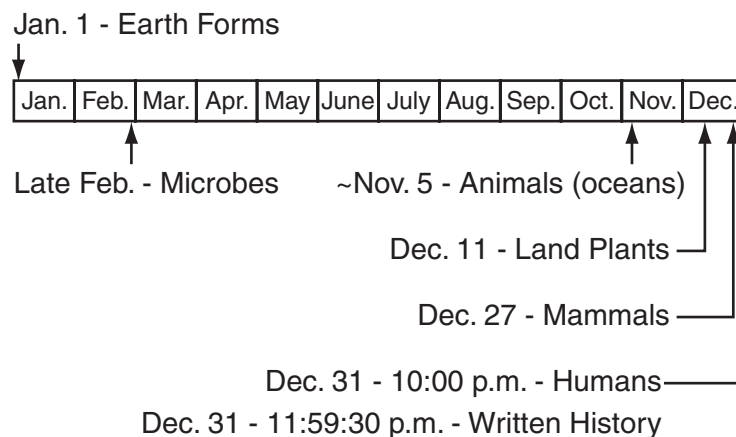 Jan. 1 - Earth Forms
Jan. Feb. Mar. Apr. May June July Aug. Sep. Oct. Nov. Dec.
Late Feb. - Microbes ~Nov. 5 - Animals (oceans)
Dec. 11 - Land Plants
Dec. 27 - Mammals
Dec. 31 - 10:00 p.m. - Humans
Dec. 31 - 11:59:30 p.m. - Written History